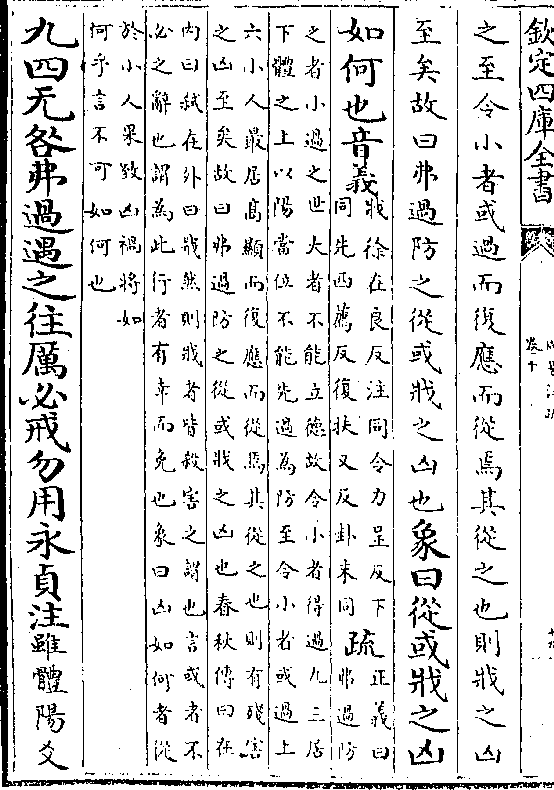 欽定四庫全書
之至令小者或過而復應而從焉其從之也則戕之凶
至矣故曰弗過防之從或戕之凶也象曰從或戕之凶
如何也音義戕徐在良反注同令力呈反下
同先西薦反復扶又反卦末同疏正義曰
弗過防
之者小過之世大者不能立德故令小者得過九三居
下體之上以陽當位不能先過為防至令小者或過上
六小人最居高顯而復應而從焉其從之也則有殘害
之凶至矣故曰弗過防之從或戕之凶也春秋傳曰在
內曰弒在外曰戕然則戕者皆殺害之謂也言或者不
必之辭也謂為此行者有幸而免也象曰凶如何者從
於小人果致凶禍將如
何乎言不可如何也
九四无咎弗過遇之往厲必戒勿用永貞注雖體陽爻